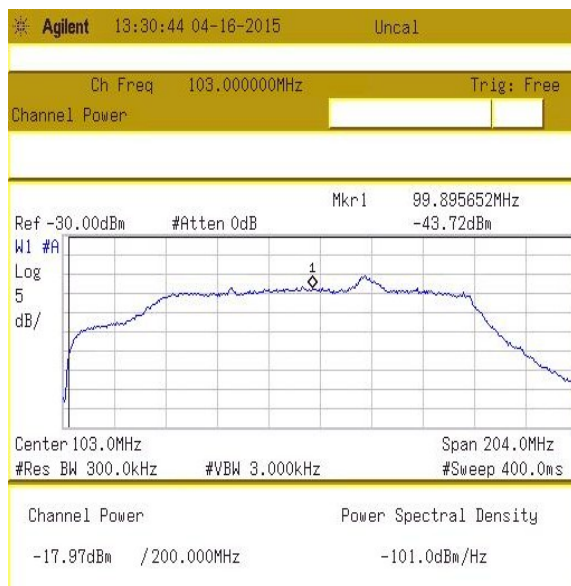 Agilent 13:30:44 04-16-2015 Uncal
Ch Freq 103.000000MHz Trig: Free
Channel Power
Mkr1 99.895652MHz
Ref -30.00dBm #Atten 0dB -43.72dBm
W1 #A
Log
5
dB/
1
Center 103.0MHz Span 204.0MHz
#Res BW 300.0kHz #VBW 3.000kHz #Sweep 400.0ms
Channel Power Power Spectral Density
-17.97dBm /200.000MHz -101.0dBm/Hz